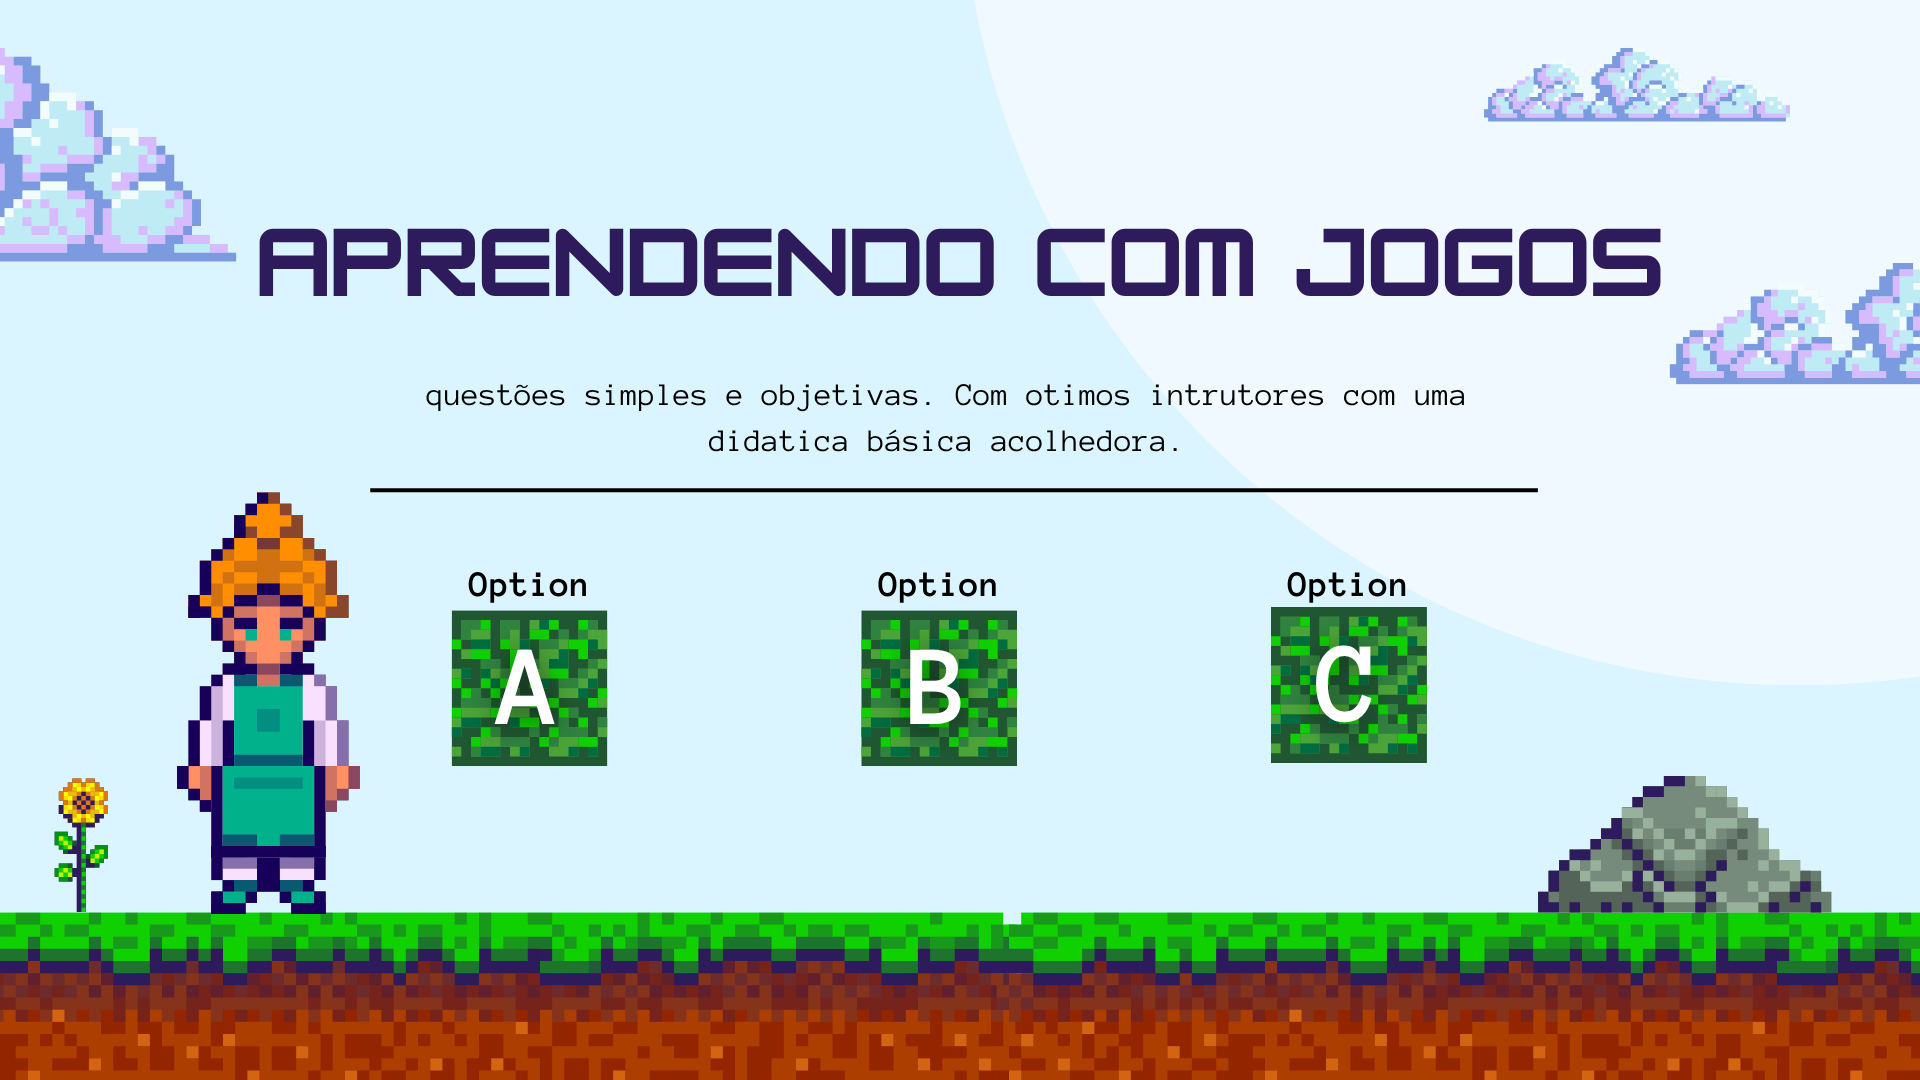 APRENDENDO COM JOGOS
questões simples e objetivas. Com otimos intrutores com uma
didatica básica acolhedora.
Option Option Option
A B C